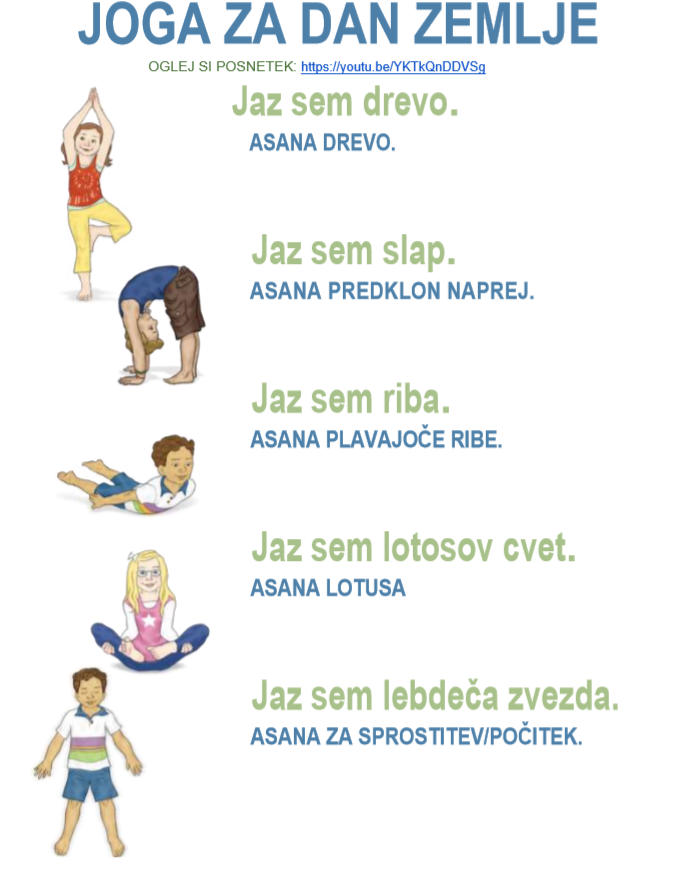 JOGA ZA DAN ZEMLJE
OGLEJ SI POSNETEK: https://youtu.be/YKTkQnDDVSg
Jaz sem drevo.
ASANA DREVO.
Jaz sem slap.
ASANA PREDKLON NAPREJ.
Jaz sem riba.
ASANA PLAVAJOČE RIBE.
Jaz sem lotosov cvet.
ASANA LOTUSA
Jaz sem lebdeča zvezda.
ASANA ZA SPROSTITEV/POČITEK.